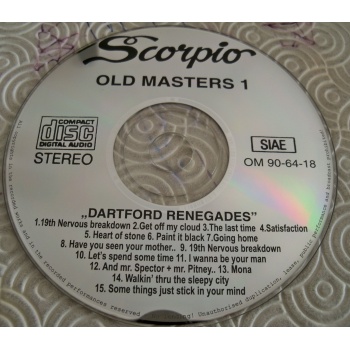 Scorpio
OLD MASTERS 1
COMPACT
disc
DIGITAL AUDIO
STEREO
SIAE
OM 90-64-18
„DARTFORD RENEGADES"
1.19th Nervous breakdown 2.Get off my cloud 3.The last time 4.Satisfaction
5. Heart of stone 6. Paint it black 7.Going home
8. Have you seen your mother.. 9. 19th Nervous breakdown
10. Let's spend some time 11. I wanna be your man
12. And mr. Spector + mr. Pitney.. 13. Mona
14. Walkin' thru the sleepy city
15. Some things just stick in your mind